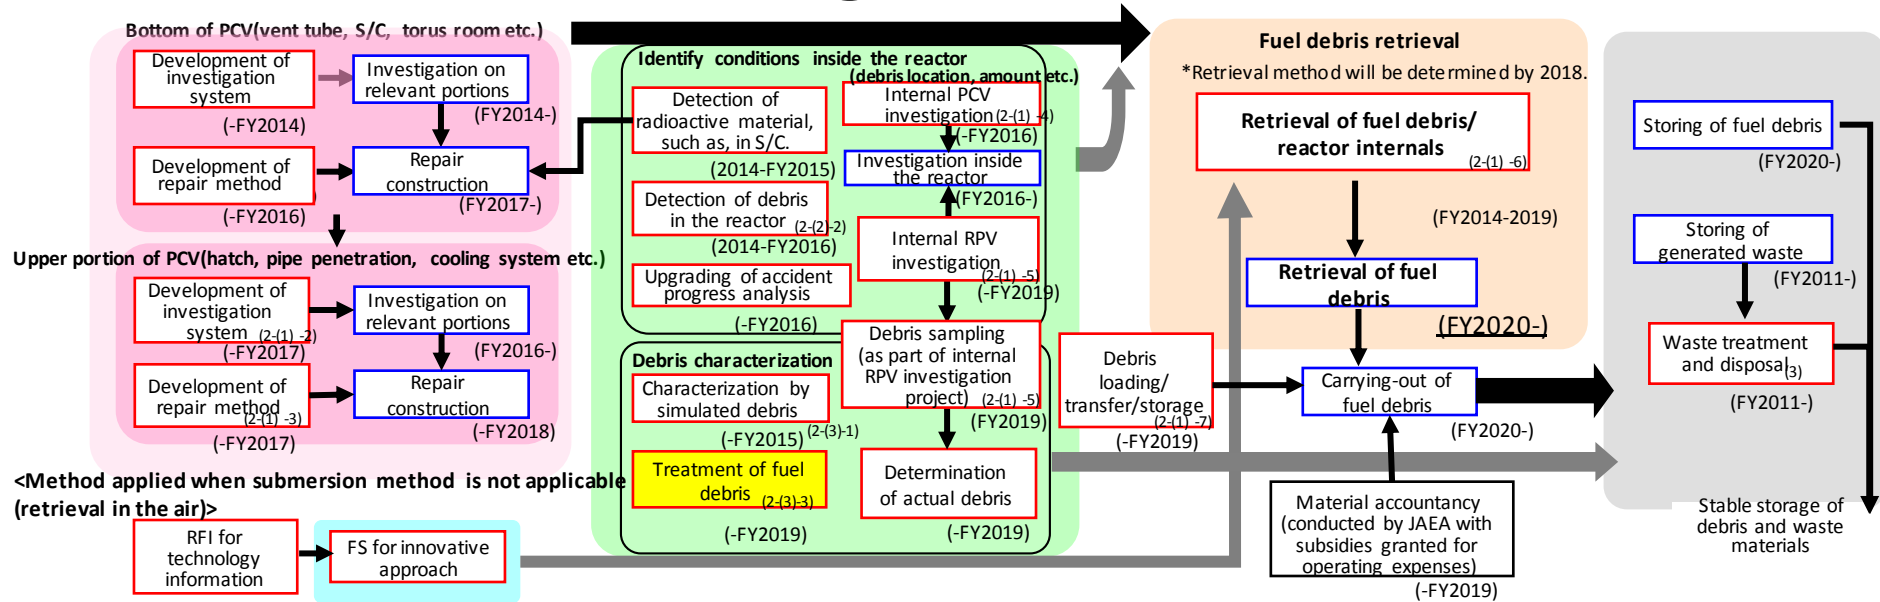 Bottom of PCV(vent tube, S/C, torus room etc.)
Development of
investigation
system
(-FY2014)
Investigation on
relevant portions
(FY2014-)
Development of
repair method
(-FY2016)
Repair
construction
(FY2017-)
Upper portion of PCV(hatch, pipe penetration, cooling system etc.)
Development of
investigation
system (2-(1) -2)
(-FY2017)
Investigation on
relevant portions
(FY2016-)
Development of
repair method
(2-(1) -3)
(-FY2017)
Repair
construction
(-FY2018)
<Method applied when submersion method is not applicable
(retrieval in the air)>
RFI for
technology
information
FS for innovative
approach
Identify conditions inside the reactor
(debris location, amount etc.)
Detection of
radioactive material,
such as, in S/C.
(2014-FY2015)
Detection of debris
in the reactor (2-(2)-2)
(2014-FY2016)
Upgrading of accident
progress analysis
(-FY2016)
Internal PCV
investigation (2-(1) -4)
(-FY2016)
Investigation inside
the reactor
(FY2016-)
Internal RPV
investigation
(2-(1) -5)
(-FY2019)
Debris sampling
(as part of internal
RPV investigation
project) (2-(1) -5)
(FY2019)
Debris characterization
Characterization by
simulated debris
(2-(3)-1)
(-FY2015)
Treatment of fuel
debris (2-(3)-3)
(-FY2019)
Determination
of actual debris
(-FY2019)
Debris
loading/
transfer/storage
(2-(1) -7)
(-FY2019)
Fuel debris retrieval
*Retrieval method will be determined by 2018.
Retrieval of fuel debris/
reactor internals
(2-(1) -6)
(FY2014-2019)
Retrieval of fuel
debris
(FY2020-)
Carrying-out of
fuel debris
(FY2020-)
Material accountancy
(conducted by JAEA with
subsidies granted for
operating expenses)
(-FY2019)
Storing of fuel debris
(FY2020-)
Storing of
generated waste
(FY2011-)
Waste treatment
and disposal (3)
(FY2011-)
Stable storage of
debris and waste
materials